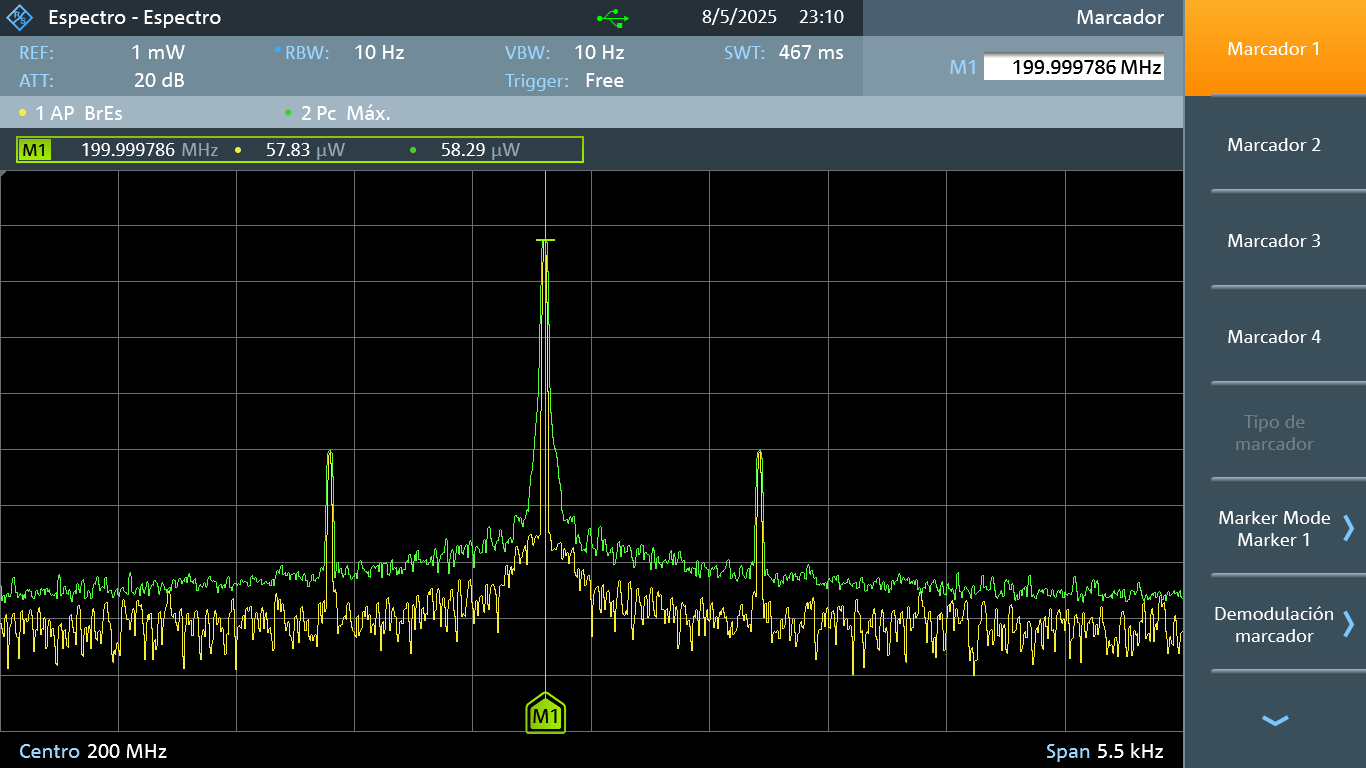 Espectro - Espectro 8/5/2025 23:10 Marcador
REF: 1 mW RBW: 10 Hz VBW: 10 Hz SWT: 467 ms
ATT: 20 dB Trigger: Free
M1 199.999786 MHz
1 AP BrEs 2 Pc Máx.
M1 199.999786 MHz 57.83 µW 58.29 µW
M1
Centro 200 MHz Span 5.5 kHz
Marcador 1
Marcador 2
Marcador 3
Marcador 4
Tipo de
marcador
Marker Mode
Marker 1
Demodulación
marcador